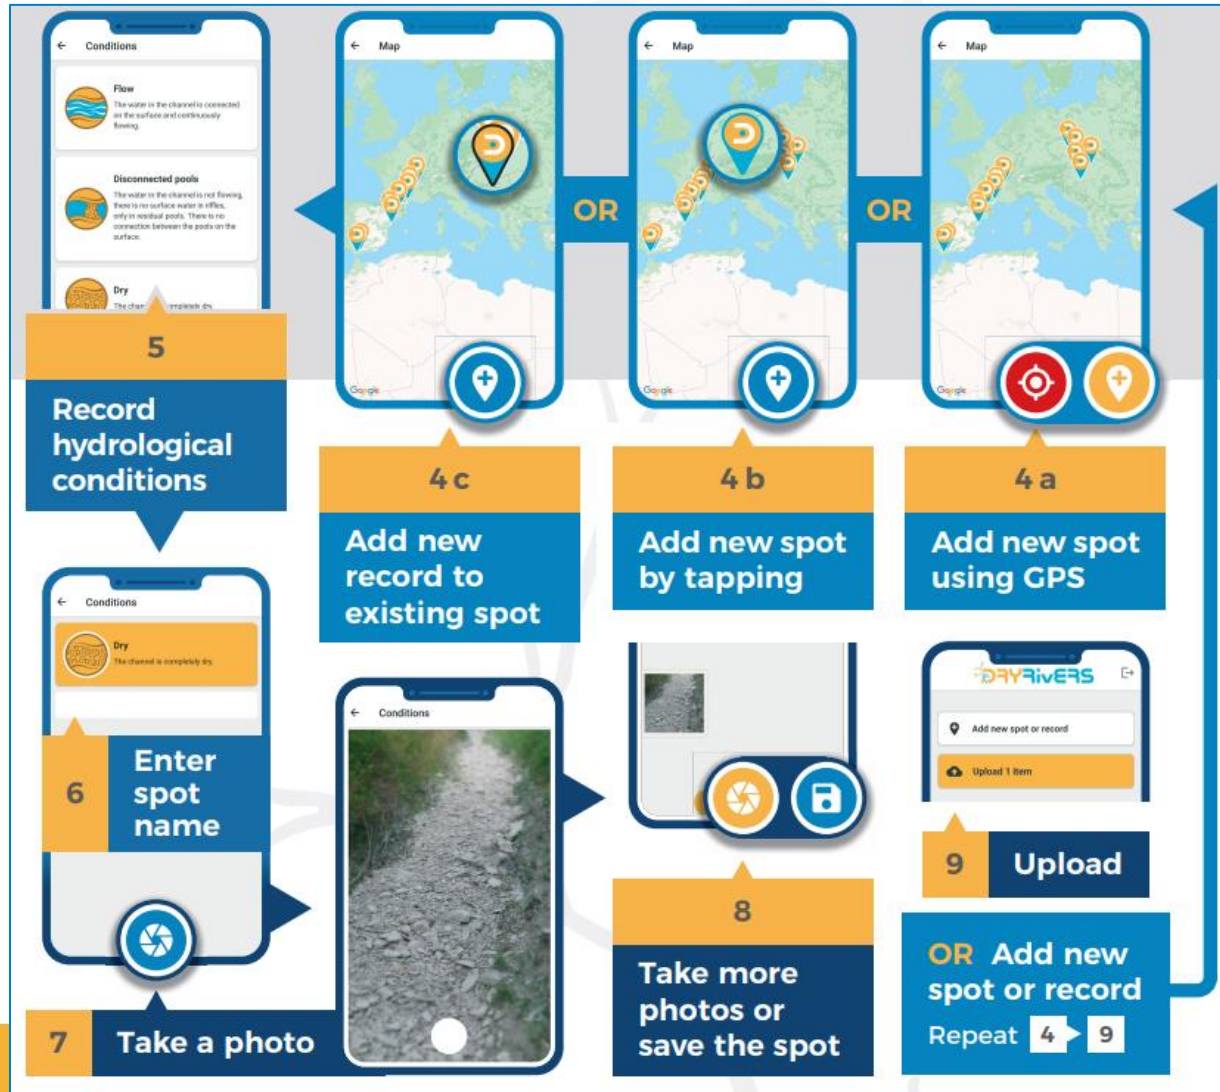 ← Conditions
Flow
The water in the channel is connected
on the surface and continuously
flowing.
Disconnected pools
The water in the channel is not flowing,
there is no surface water in riffles,
only in residual pools. There is no
connection between the pools on the
surface.
Dry
The completely dry.
5
Record
hydrological
conditions
← Map
Google
4 c
Add new
record to
existing spot
OR
← Map
Google
4 b
Add new spot
by tapping
OR
← Map
Google
4 a
Add new spot
using GPS
← Conditions
Dry
The channel is completely dry.
6
Enter
spot
name
7
Take a photo
← Conditions
8
Take more
photos or
save the spot
DRYRivERS
Add new spot or record
Upload 1 item
9
Upload
OR Add new
spot or record
Repeat 4 9